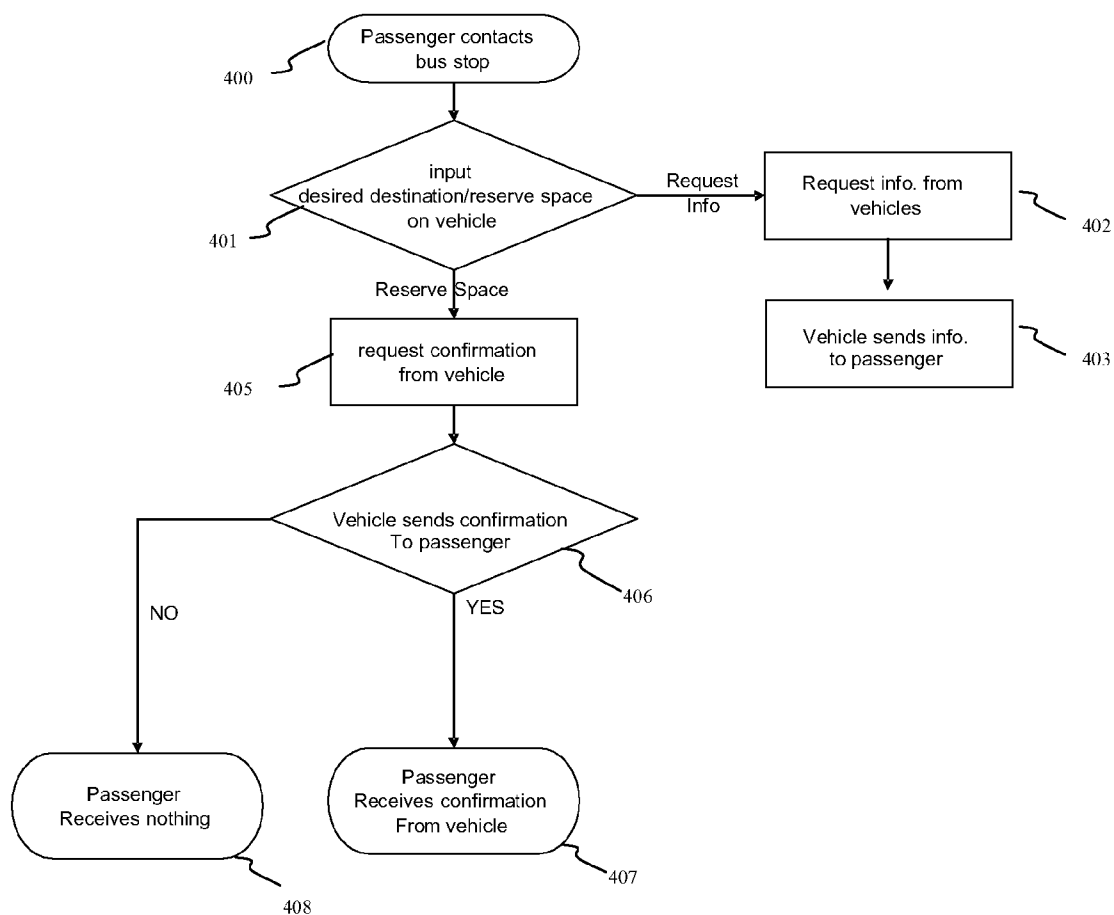 Passenger contacts
bus stop
400
input
desired destination/reserve space
on vehicle
401
Request
Info
Request info. from
vehicles
402
Reserve Space
Vehicle sends info.
to passenger
403
request confirmation
from vehicle
405
Vehicle sends confirmation
To passenger
406
NO
YES
Passenger
Receives nothing
408
Passenger
Receives confirmation
From vehicle
407